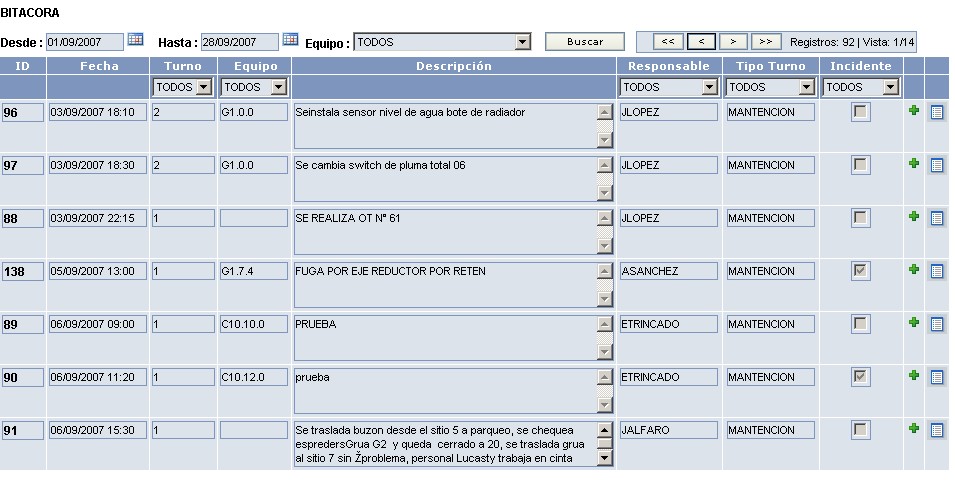 BITACORA
Desde : 01/09/2007 Hasta : 28/09/2007 Equipo : TODOS Buscar << < > >> Registros: 92 | Vista: 1/14
ID Fecha Turno Equipo Descripción Responsable Tipo Turno Incidente
TODOS TODOS TODOS TODOS TODOS
96 03/09/2007 18:10 2 G1.0.0 Seinstala sensor nivel de agua bote de radiador JLOPEZ MANTENCION
97 03/09/2007 18:30 2 G1.0.0 Se cambia switch de pluma total 06 JLOPEZ MANTENCION
88 03/09/2007 22:15 1 SE REALIZA OT Nº 61 JLOPEZ MANTENCION
138 05/09/2007 13:00 1 G1.7.4 FUGA POR EJE REDUCTOR POR RETEN ASANCHEZ MANTENCION
89 06/09/2007 09:00 1 C10.10.0 PRUEBA ETRINCADO MANTENCION
90 06/09/2007 11:20 1 C10.12.0 prueba ETRINCADO MANTENCION
91 06/09/2007 15:30 1 Se traslada buzon desde el sitio 5 a parqueo, se chequea JALFARO MANTENCION
espredersGrua G2 y queda cerrado a 20, se traslada grua
al sitio 7 sin Žproblema, personal Lucasty trabaja en cinta